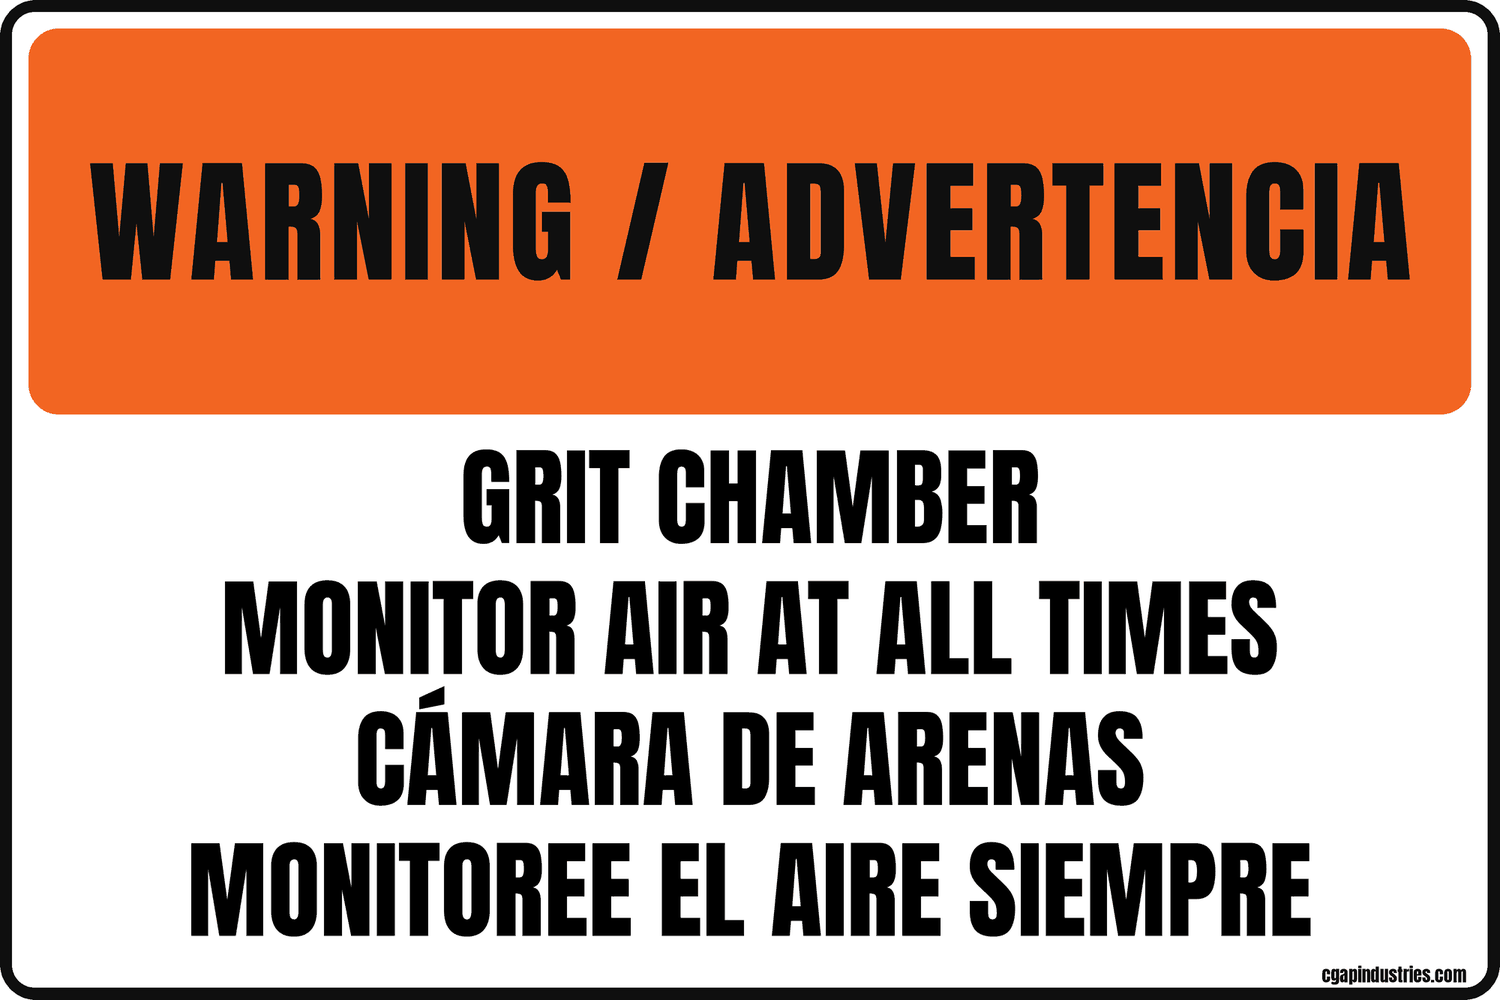 WARNING / ADVERTENCIA
GRIT CHAMBER
MONITOR AIR AT ALL TIMES
CÁMARA DE ARENAS
MONITOREE EL AIRE SIEMPRE
cgapindustries.com